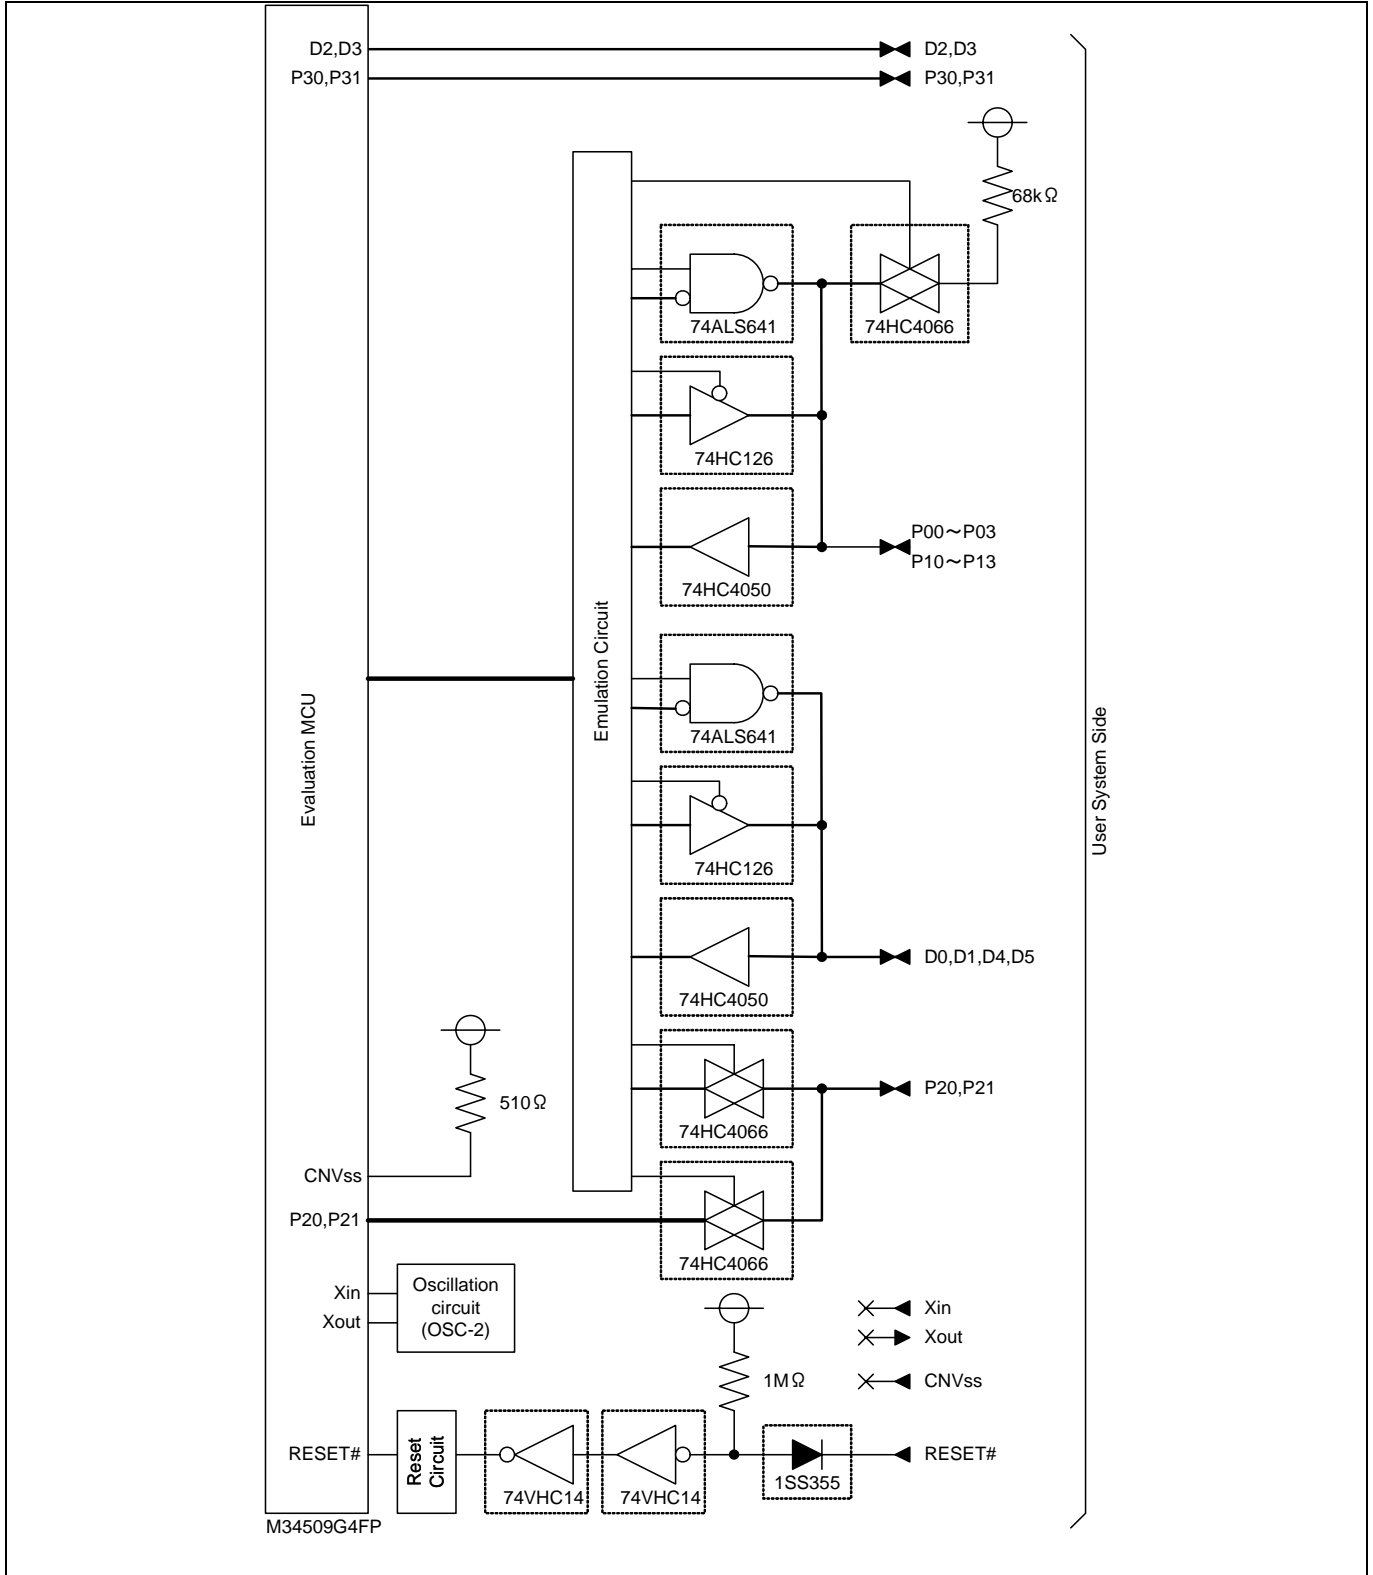 D2,D3
D2,D3
P30,P31
P30,P31
68kΩ
74ALS641
74HC4066
74HC126
P00～P03
P10～P13
74HC4050
Emulation Circuit
Evaluation MCU
74ALS641
User System Side
74HC126
D0,D1,D4,D5
74HC4050
510Ω
P20,P21
74HC4066
CNVss
P20,P21
74HC4066
Xin
Xout
Oscillation
circuit
(OSC-2)
Xin
Xout
1MΩ
CNVss
RESET#
Reset
Circuit
RESET#
74VHC14
74VHC14
1SS355
M34509G4FP